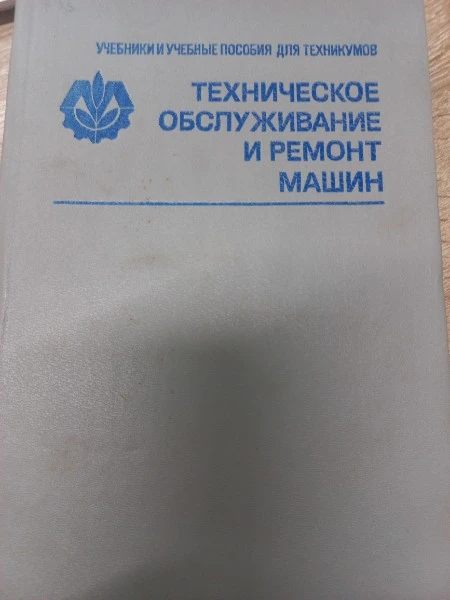 УЧЕБНИКИ И УЧЕБНЫЕ ПОСОБИЯ ДЛЯ ТЕХНИКУМОВ
ТЕХНИЧЕСКОЕ
ОБСЛУЖИВАНИЕ
И РЕМОНТ
МАШИН